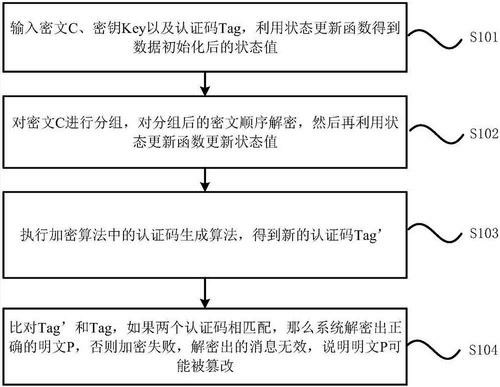 输入密文C、密钥Key以及认证码Tag，利用状态更新函数得到
数据初始化后的状态值
S101
对密文C进行分组，对分组后的密文顺序解密，然后再利用状
态更新函数更新状态值
S102
执行加密算法中的认证码生成算法，得到新的认证码Tag’
S103
比对Tag’和Tag，如果两个认证码相匹配，那么系统解密出正
确的明文P，否则加密失败，解密出的消息无效，说明明文P可
能被篡改
S104